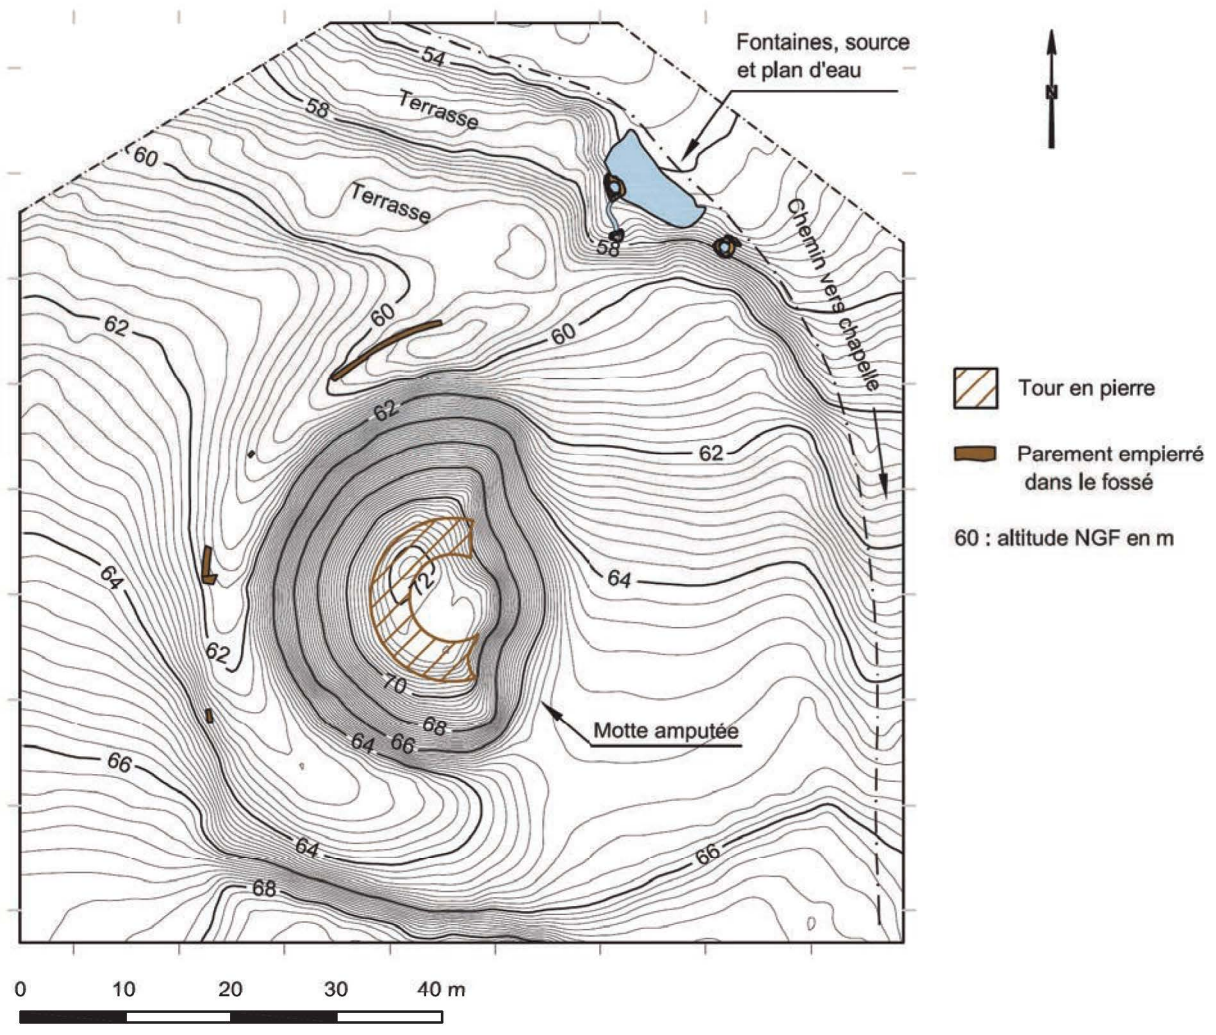 Fontaines, source
et plan d'eau
N
54
Terrasse
58
60
Terrasse
58
Chemin vers chapelle
62
60
60
62
62
Tour en pierre
Parement empierré
dans le fossé
60 : altitude NGF en m
64
64
72
62
70
68
Motte amputée
64
66
66
64
66
68
0 10 20 30 40 m